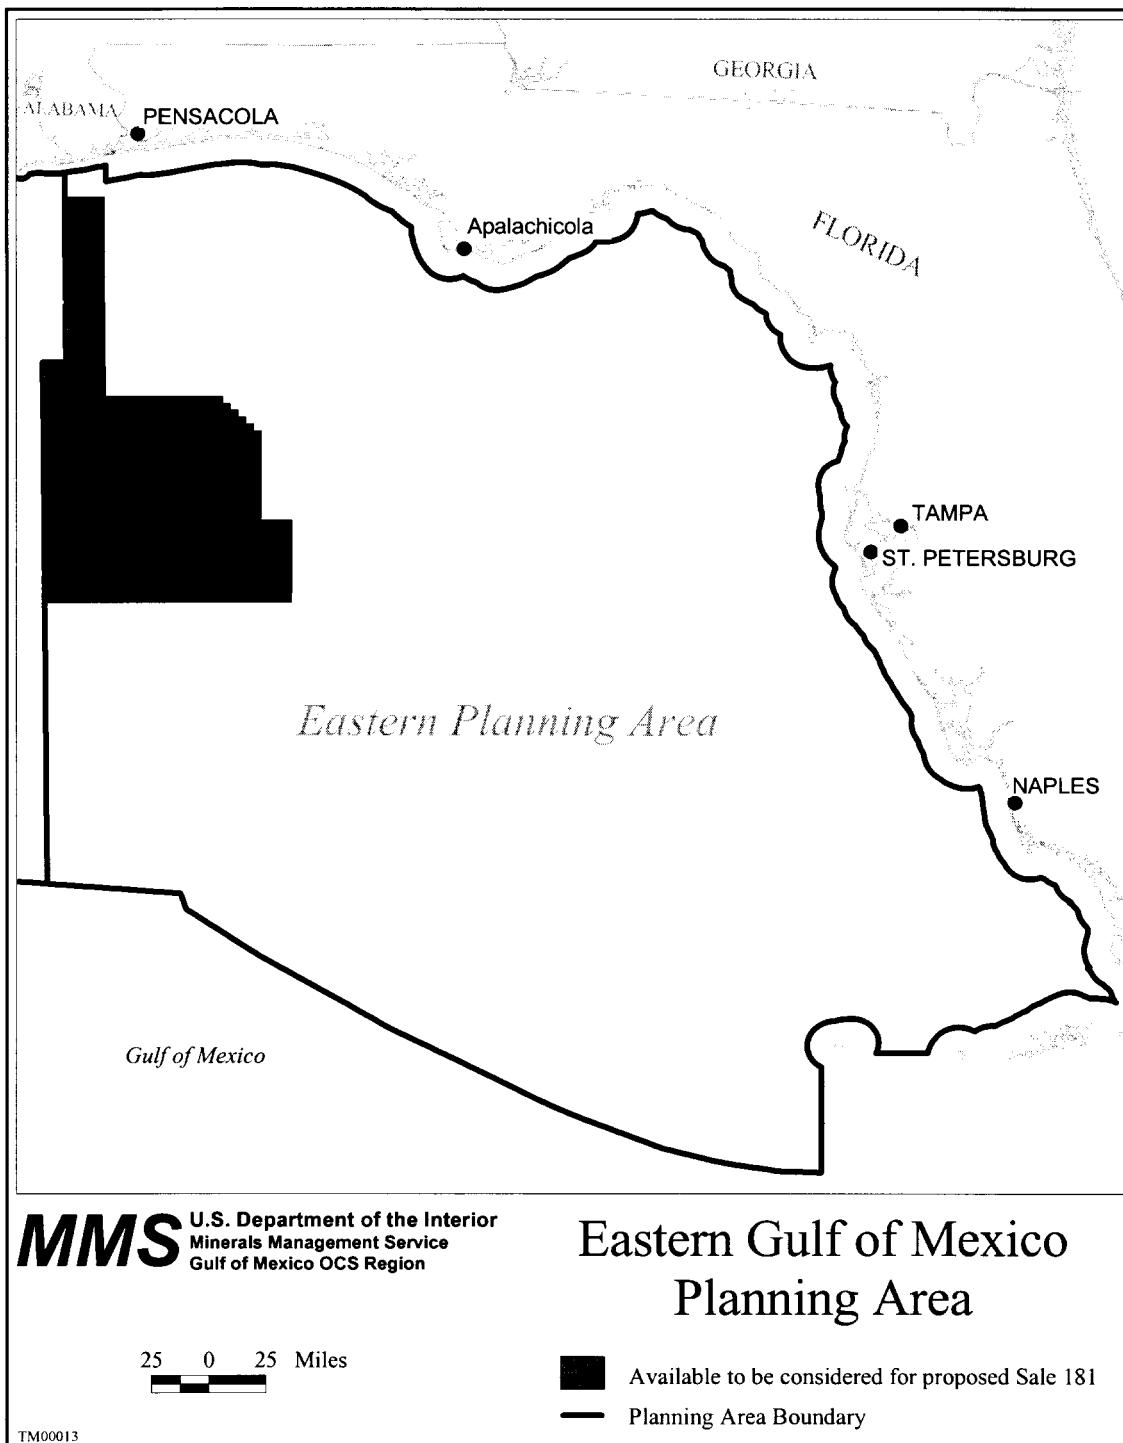 GEORGIA
ALABAMA
PENSACOLA
Apalachicola
FLORIDA
TAMPA
ST. PETERSBURG
Eastern Planning Area
NAPLES
Gulf of Mexico
MMS
U.S. Department of the Interior
Minerals Management Service
Gulf of Mexico OCS Region
Eastern Gulf of Mexico
Planning Area
25 0 25 Miles
Available to be considered for proposed Sale 181
Planning Area Boundary
TM00013